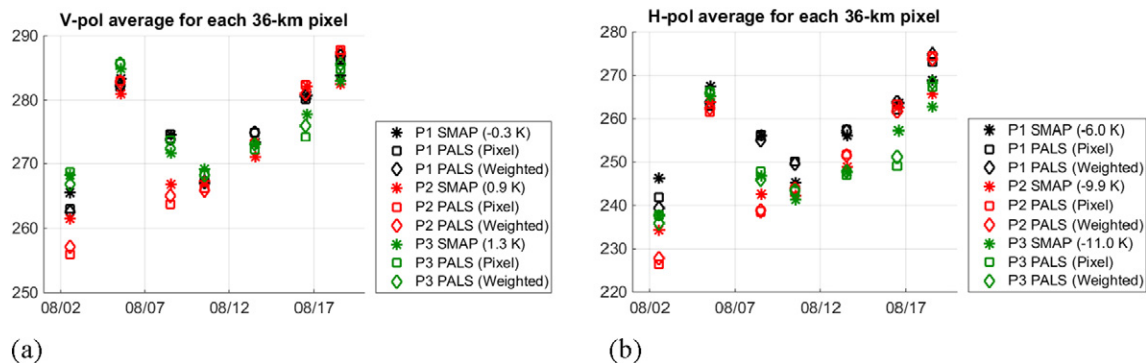 V-pol average for each 36-km pixel
290
280
270
260
250
08/02 08/07 08/12 08/17
P1 SMAP (-0.3 K)
P1 PALS (Pixel)
P1 PALS (Weighted)
P2 SMAP (0.9 K)
P2 PALS (Pixel)
P2 PALS (Weighted)
P3 SMAP (1.3 K)
P3 PALS (Pixel)
P3 PALS (Weighted)
(a)
H-pol average for each 36-km pixel
280
270
260
250
240
230
220
08/02 08/07 08/12 08/17
P1 SMAP (-6.0 K)
P1 PALS (Pixel)
P1 PALS (Weighted)
P2 SMAP (-9.9 K)
P2 PALS (Pixel)
P2 PALS (Weighted)
P3 SMAP (-11.0 K)
P3 PALS (Pixel)
P3 PALS (Weighted)
(b)